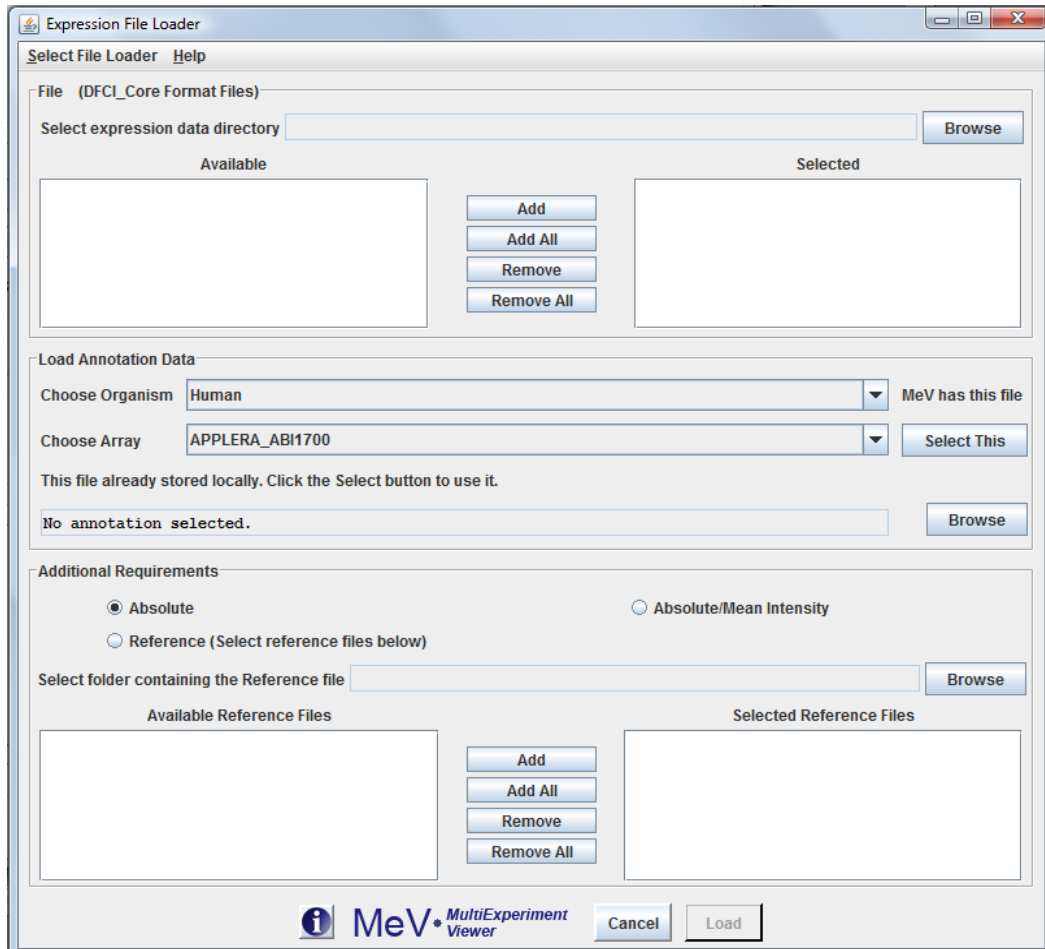 Expression File Loader
Select File Loader Help
File (DFCI_Core Format Files)
Select expression data directory Browse
Available Selected
Add
Add All
Remove
Remove All
Load Annotation Data
Choose Organism Human MeV has this file
Choose Array APPLERA_ABI1700 Select This
This file already stored locally. Click the Select button to use it.
No annotation selected. Browse
Additional Requirements
Absolute Absolute/Mean Intensity
Reference (Select reference files below)
Select folder containing the Reference file Browse
Available Reference Files Selected Reference Files
Add
Add All
Remove
Remove All
i MeV MultiExperiment Viewer Cancel Load